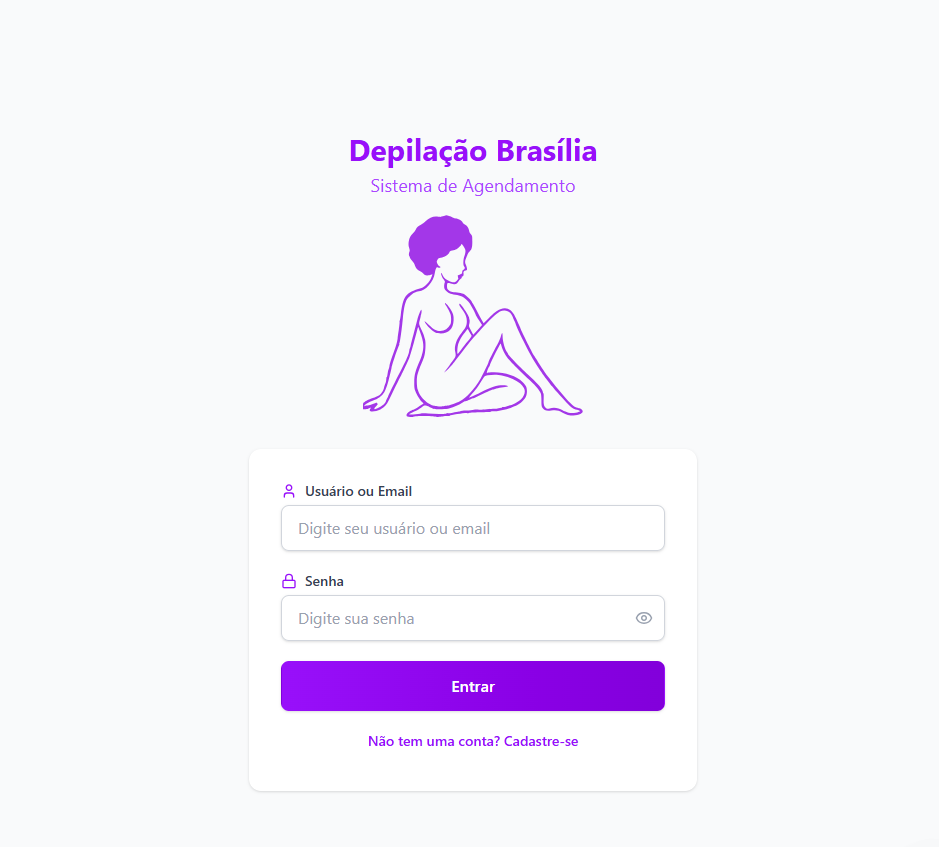 Depilação Brasília
Sistema de Agendamento
Usuário ou Email
Digite seu usuário ou email
Senha
Digite sua senha
Entrar
Não tem uma conta? Cadastre-se